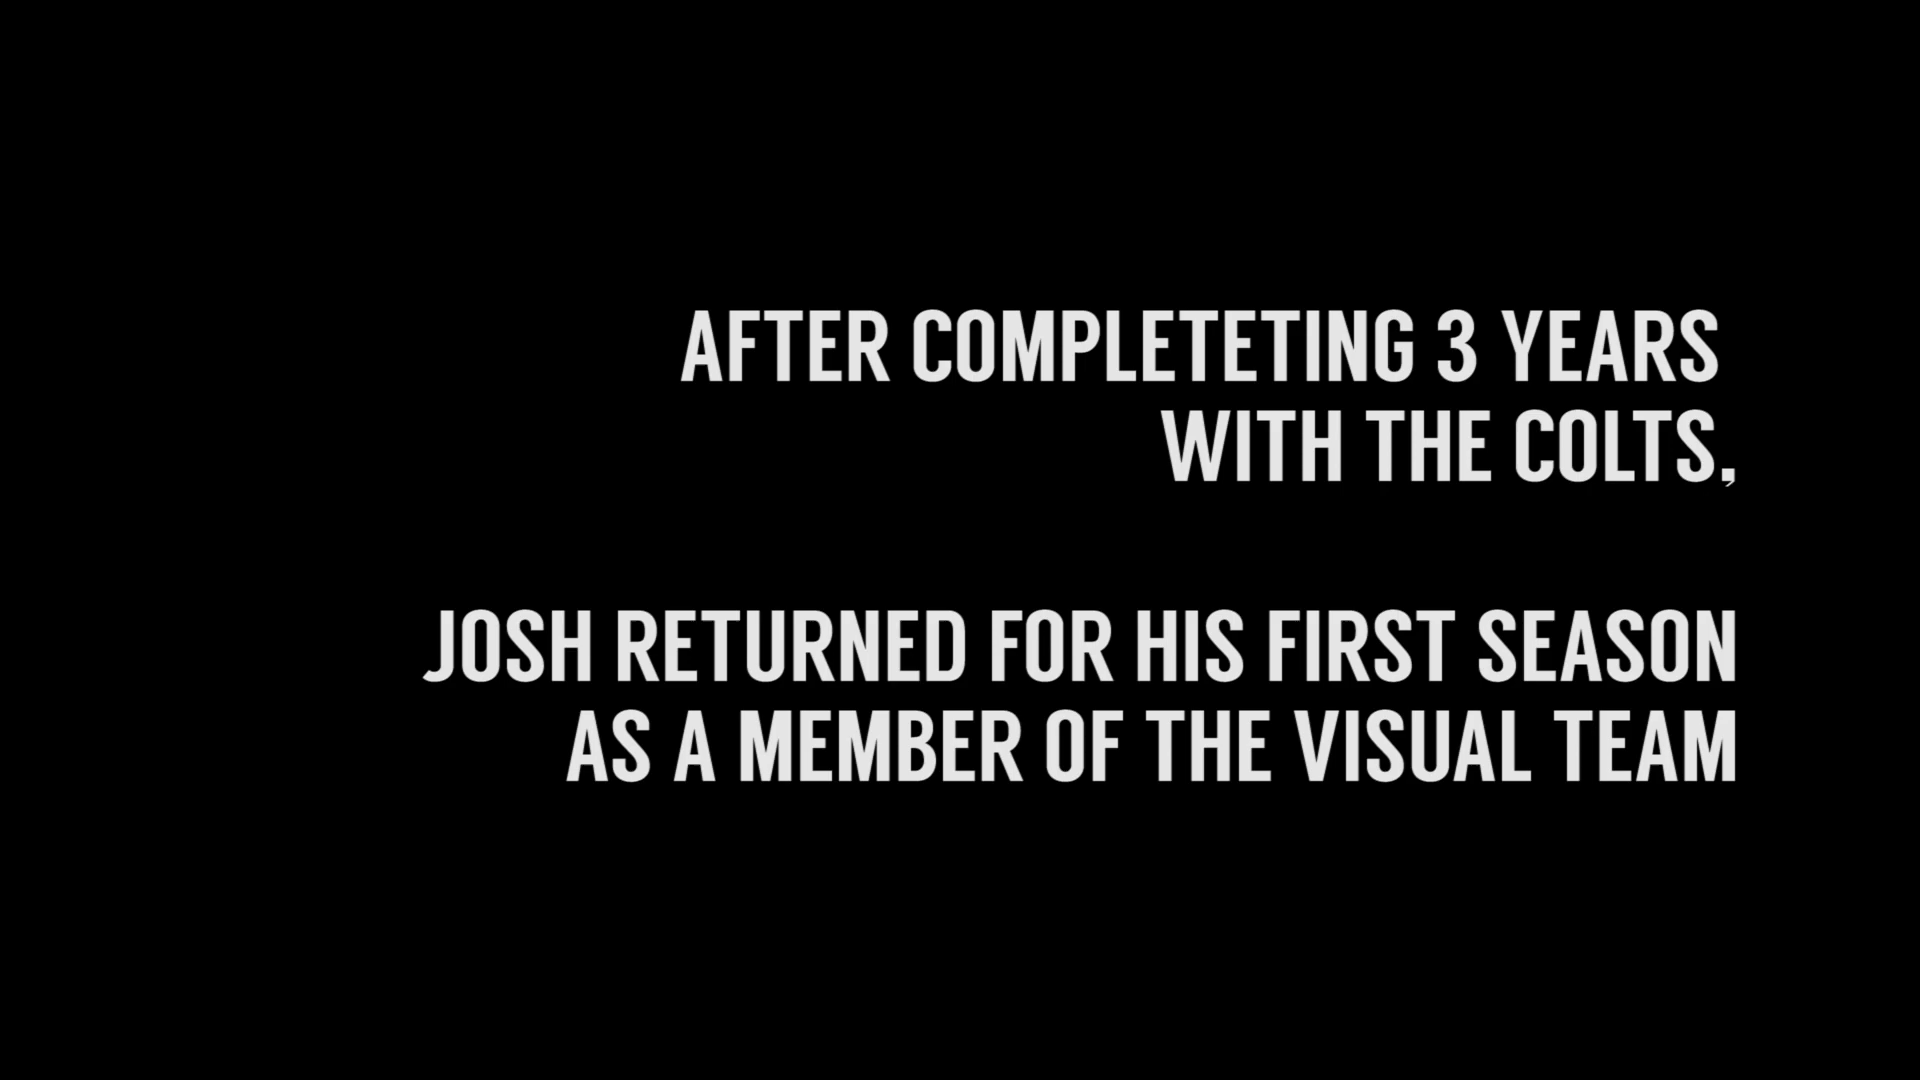 AFTER COMPLETETING 3 YEARS
WITH THE COLTS,
JOSH RETURNED FOR HIS FIRST SEASON
AS A MEMBER OF THE VISUAL TEAM